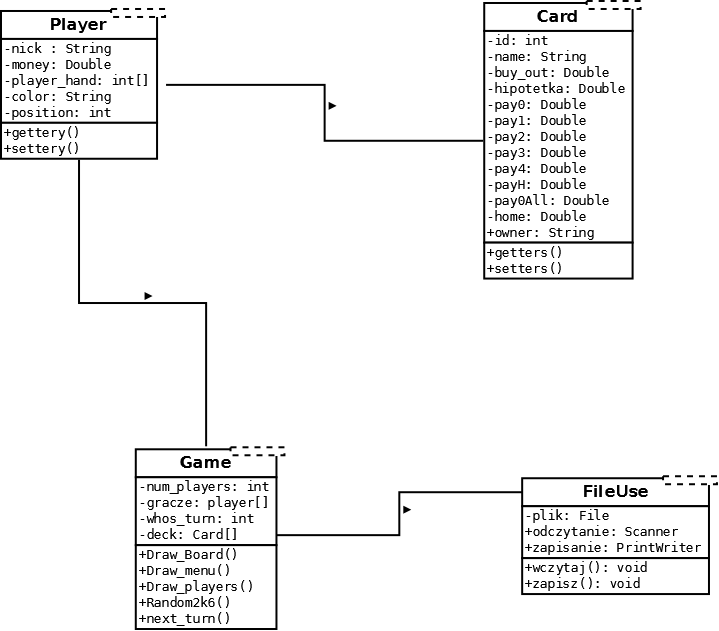 Player
-nick : String
-money: Double
-player_hand: int[]
-color: String
-position: int
+gettery()
+settery()
Card
-id: int
-name: String
-buy_out: Double
-hipotetka: Double
-pay0: Double
-pay1: Double
-pay2: Double
-pay3: Double
-pay4: Double
-payH: Double
-pay0All: Double
-home: Double
+owner: String
+getters()
+setters()
Game
-num_players: int
-gracze: player[]
-whos_turn: int
-deck: Card[]
+Draw_Board()
+Draw_menu()
+Draw_players()
+Random2k6()
+next_turn()
FileUse
-plik: File
+odczytanie: Scanner
+zapisanie: PrintWriter
+wczytaj(): void
+zapisz(): void